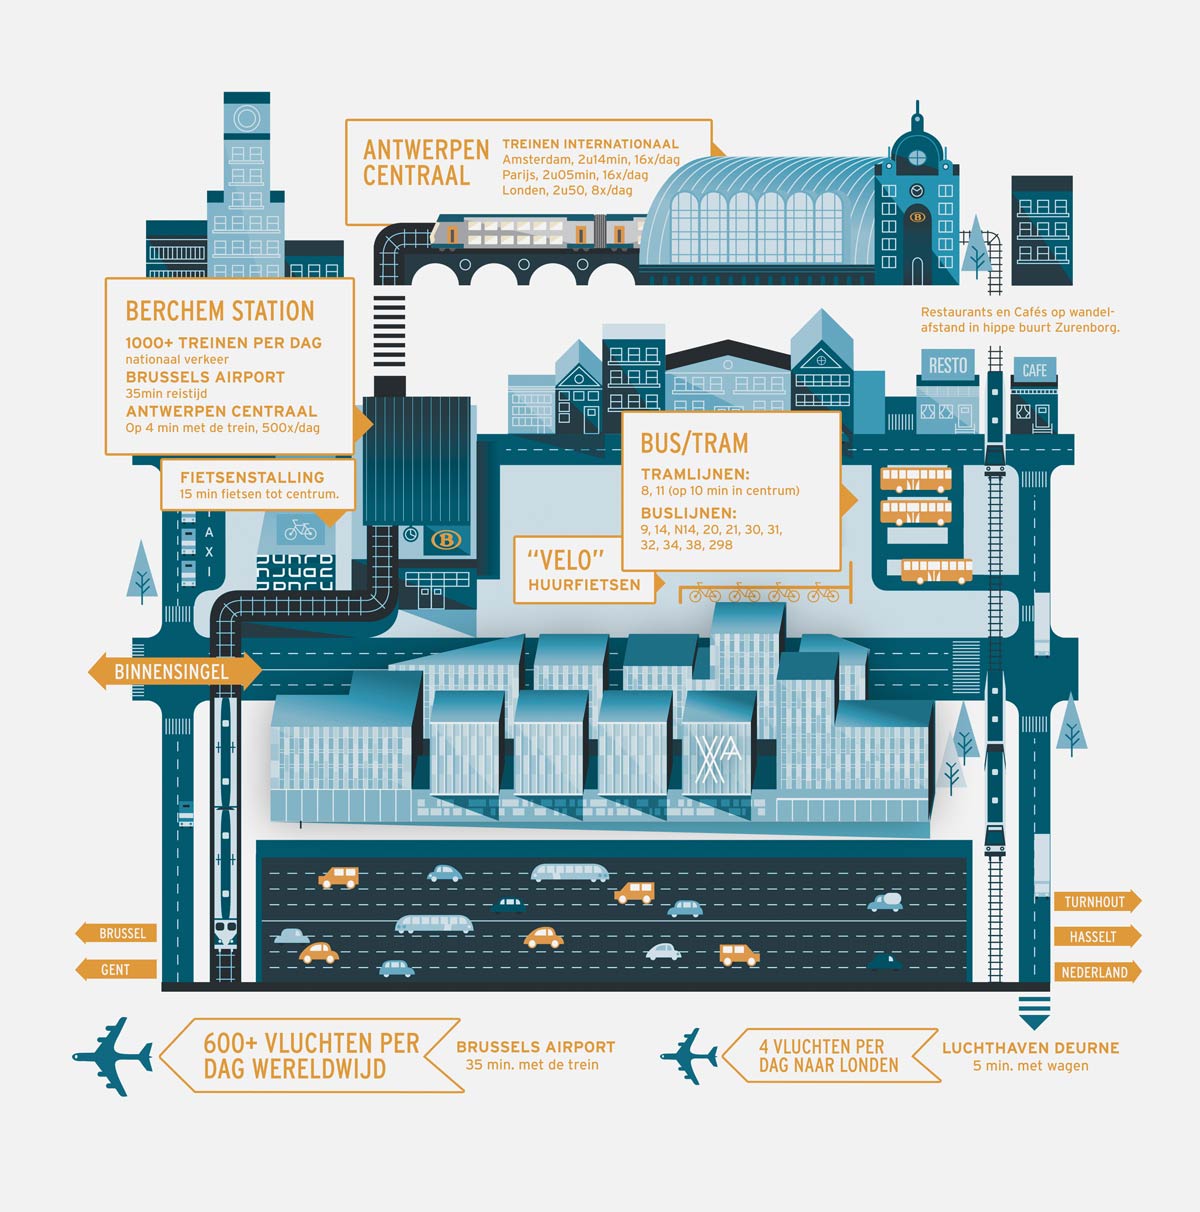 ANTWERPEN
CENTRAAL
TREINEN INTERNATIONAAL
Amsterdam, 2u14min, 16x/dag
Parijs, 2u05min, 16x/dag
Londen, 2u50, 8x/dag
B
BERCHEM STATION
1000+ TREINEN PER DAG
nationaal verkeer
BRUSSELS AIRPORT
35min reistijd
ANTWERPEN CENTRAAL
Op 4 min met de trein, 500x/dag
Restaurants en Cafés op wandel-
afstand in hippe buurt Zurenborg.
RESTO
CAFE
FIETSENSTALLING
15 min fietsen tot centrum.
BUS/TRAM
TRAMLIJNEN:
8, 11 (op 10 min in centrum)
BUSLIJNEN:
9, 14, N14, 20, 21, 30, 31,
32, 34, 38, 298
TAX
B
"VELO"
HUURFIETSEN
BINNENSINGEL
BRUSSEL
GENT
TURNHOUT
HASSELT
NEDERLAND
600+ VLUCHTEN PER
DAG WERELDWIJD
BRUSSELS AIRPORT
35 min. met de trein
4 VLUCHTEN PER
DAG NAAR LONDEN
LUCHTHAVEN DEURNE
5 min. met wagen